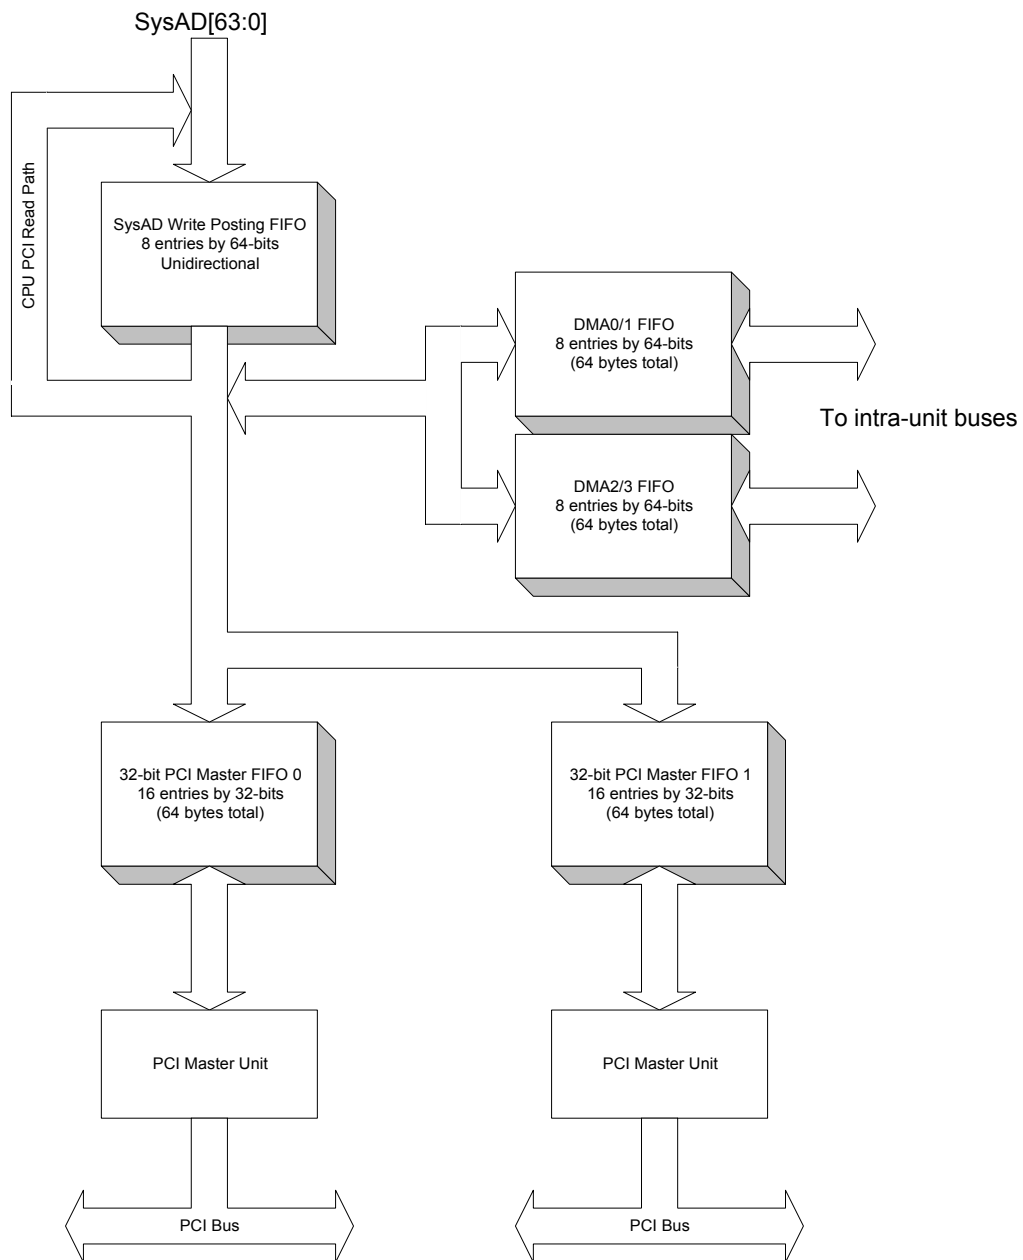 SysAD[63:0]
CPU PCI Read Path
SysAD Write Posting FIFO
8 entries by 64-bits
Unidirectional
DMA0/1 FIFO
8 entries by 64-bits
(64 bytes total)
To intra-unit buses
DMA2/3 FIFO
8 entries by 64-bits
(64 bytes total)
32-bit PCI Master FIFO 0
16 entries by 32-bits
(64 bytes total)
32-bit PCI Master FIFO 1
16 entries by 32-bits
(64 bytes total)
PCI Master Unit
PCI Master Unit
PCI Bus
PCI Bus